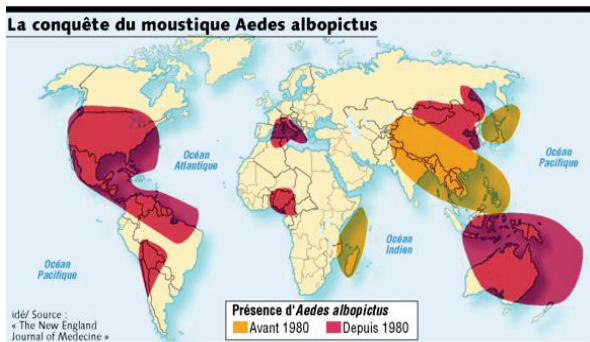 La conquête du moustique Aedes albopictus
Océan
Atlantique
Océan
Pacifique
Océan
Indien
Océan
Pacifique
Présence d'Aedes albopictus
Avant 1980
Depuis 1980
idé/ Source :
« The New England
Journal of Medecine »